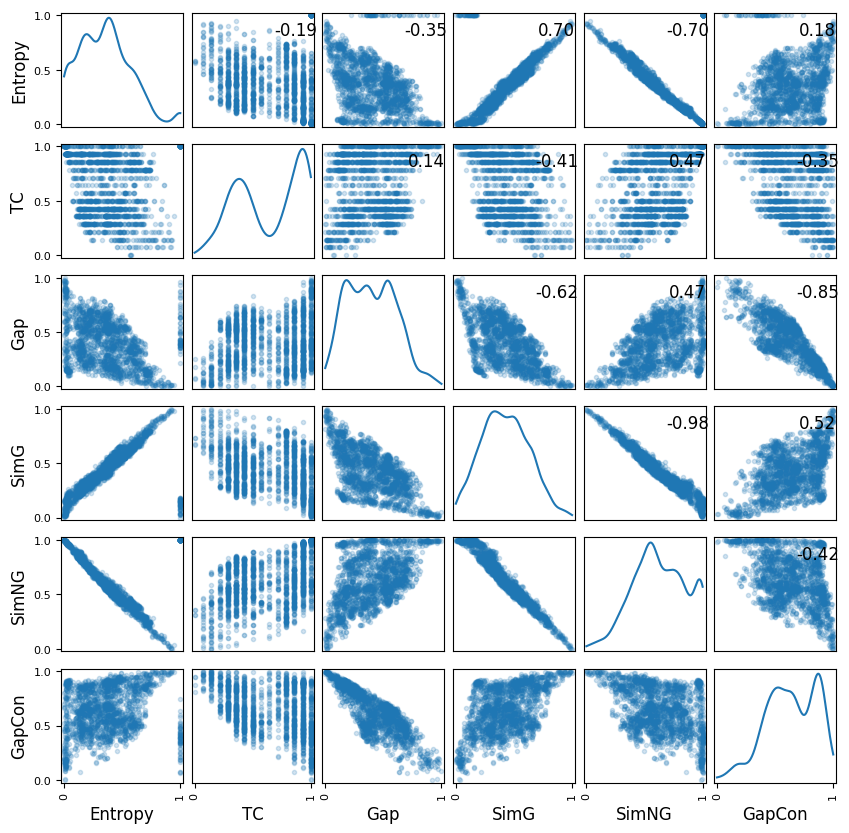 1.0 -0.19 -0.35 0.70 -0.70 0.18
Entropy 0.5
0.0
1.0 0.14 -0.41 0.47 -0.35
TC 0.5
0.0
1.0 -0.62 0.47 -0.85
Gap 0.5
0.0
1.0 -0.98 0.52
SimG 0.5
0.0
1.0 -0.42
SimNG 0.5
0.0
1.0
GapCon 0.5
0.0
0 1 0 1 0 1 0 1 0 1 0 1
Entropy TC Gap SimG SimNG GapCon